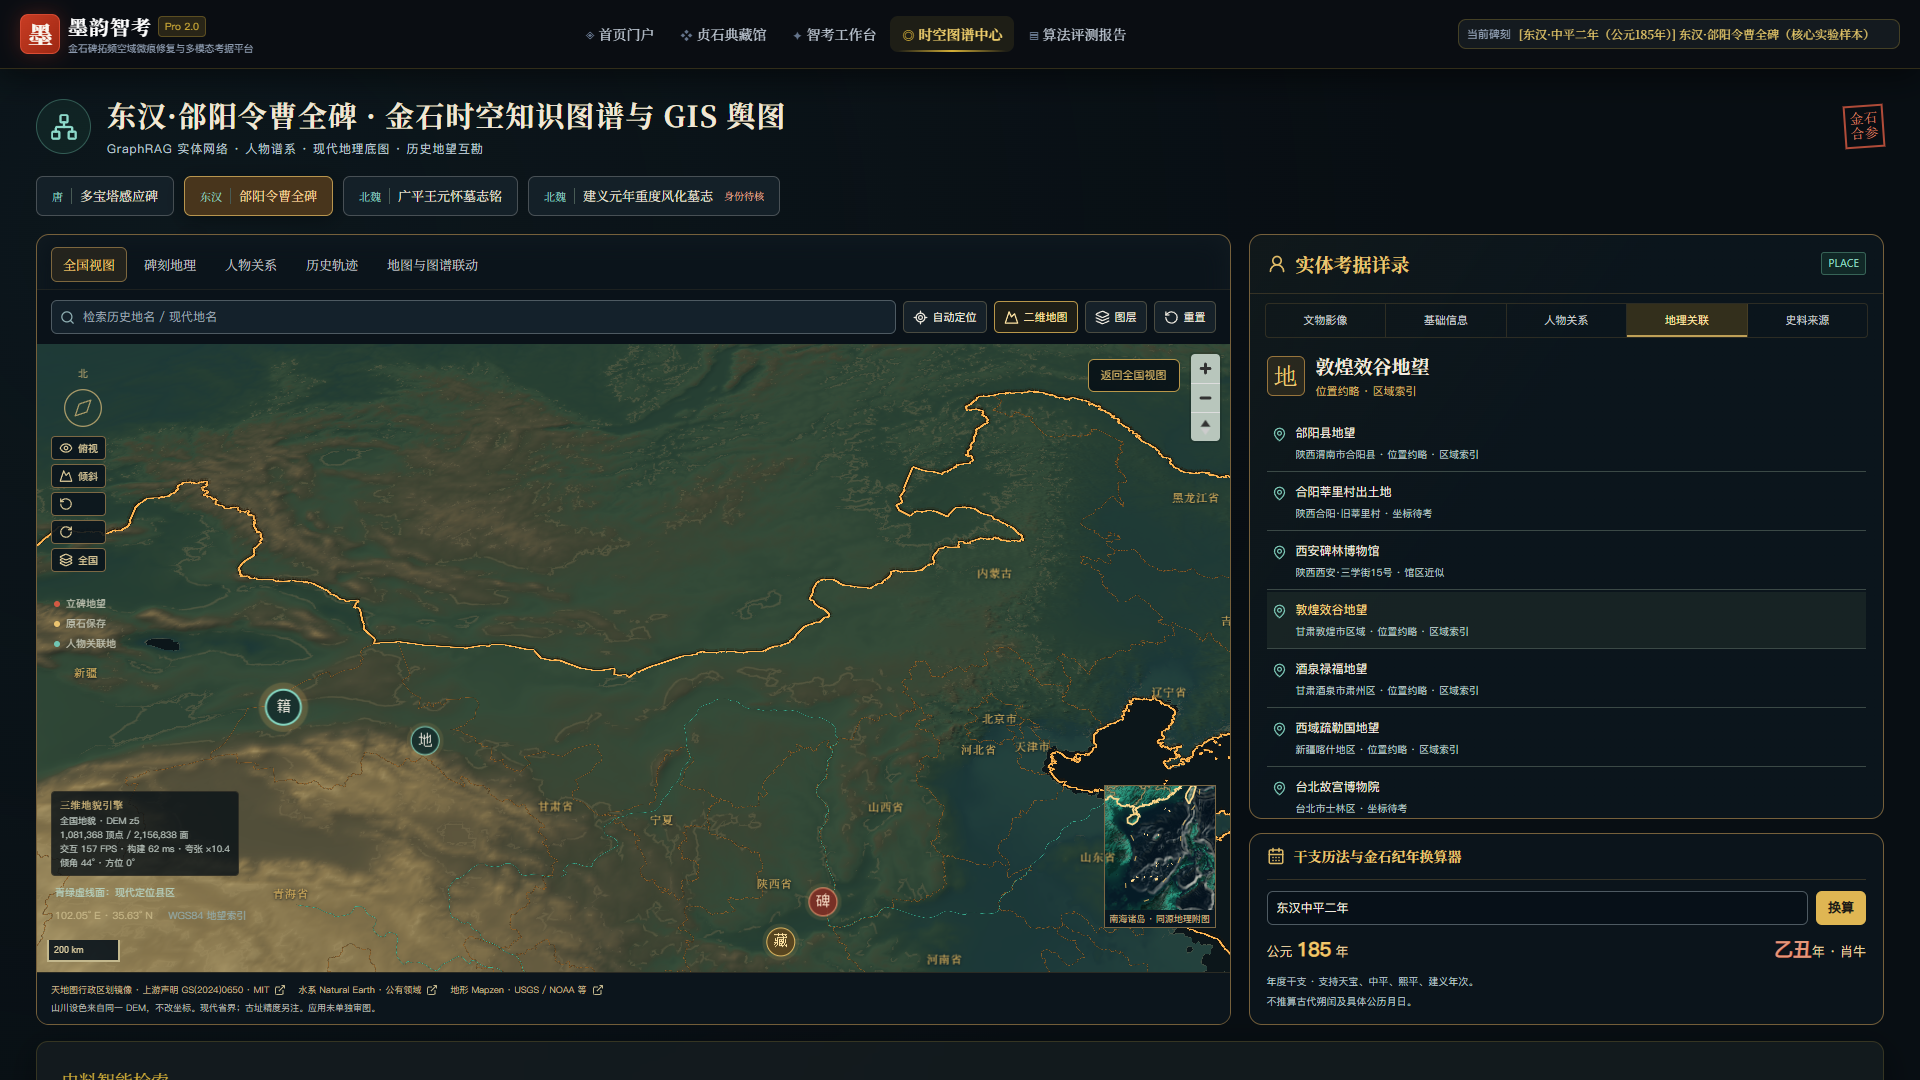 墨
墨韵智考
Pro 2.0
金石碑拓频空域微痕修复与多模态考据平台
首页门户
贞石典藏馆
智考工作台
时空图谱中心
算法评测报告
当前碑刻 [东汉·中平二年（公元185年）] 东汉·郃阳令曹全碑（核心实验样本）
东汉·郃阳令曹全碑 · 金石时空知识图谱与 GIS 舆图
GraphRAG 实体网络 · 人物谱系 · 现代地理底图 · 历史地望互勘
金石合参
唐 多宝塔感应碑
东汉 郃阳令曹全碑
北魏 广平王元怀墓志铭
北魏 建义元年重度风化墓志 身份待核
全国视图
碑刻地理
人物关系
历史轨迹
地图与图谱联动
检索历史地名 / 现代地名
自动定位
二维地图
图层
重置
北
俯视
倾斜
全国
立碑地望
原石保存
人物关联地
返回全国视图
黑龙江省
内蒙古
吉
新疆
籍
地
辽宁省
北京市
天津市
河北省
甘肃省
宁夏
山西省
山东省
陕西省
青海省
河南省
碑
藏
三维地貌引擎
全国地貌 · DEM z5
1,081,368 顶点 / 2,156,838 面
交互 157 FPS · 构建 62 ms · 夸张 ×10.4
倾角 44° · 方位 0°
青绿虚线面：现代定位县区
102.05° E · 35.63° N WGS84 地望索引
200 km
南海诸岛 · 同源地理附图
天地图行政区划镜像 · 上游声明 GS(2024)0650 · MIT
水系 Natural Earth · 公有领域
地形 Mapzen · USGS / NOAA 等
山川设色来自同一 DEM，不改坐标。现代省界；古址精度另注。应用未单独审图。
实体考据详录
PLACE
文物影像
基础信息
人物关系
地理关联
史料来源
地
敦煌效谷地望
位置约略 · 区域索引
郃阳县地望
陕西渭南市合阳县 · 位置约略 · 区域索引
合阳莘里村出土地
陕西合阳·旧莘里村 · 坐标待考
西安碑林博物馆
陕西西安·三学街15号 · 馆区近似
敦煌效谷地望
甘肃敦煌市区域 · 位置约略 · 区域索引
酒泉禄福地望
甘肃酒泉市肃州区 · 位置约略 · 区域索引
西域疏勒国地望
新疆喀什地区 · 位置约略 · 区域索引
台北故宫博物院
台北市士林区 · 坐标待考
干支历法与金石纪年换算器
东汉中平二年
换算
公元 185 年
乙丑年 · 肖牛
年度干支 · 支持天宝、中平、熙平、建义年次。
不推算古代朔闰及具体公历月日。